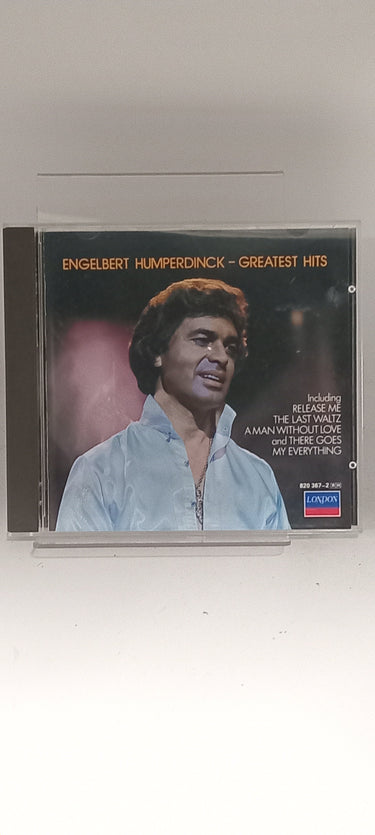 ENGELBERT HUMPERDINCK – GREATEST HITS
Including
RELEASE ME
THE LAST WALTZ
A MAN WITHOUT LOVE
and THERE GOES
MY EVERYTHING
820 367-2
LONDON